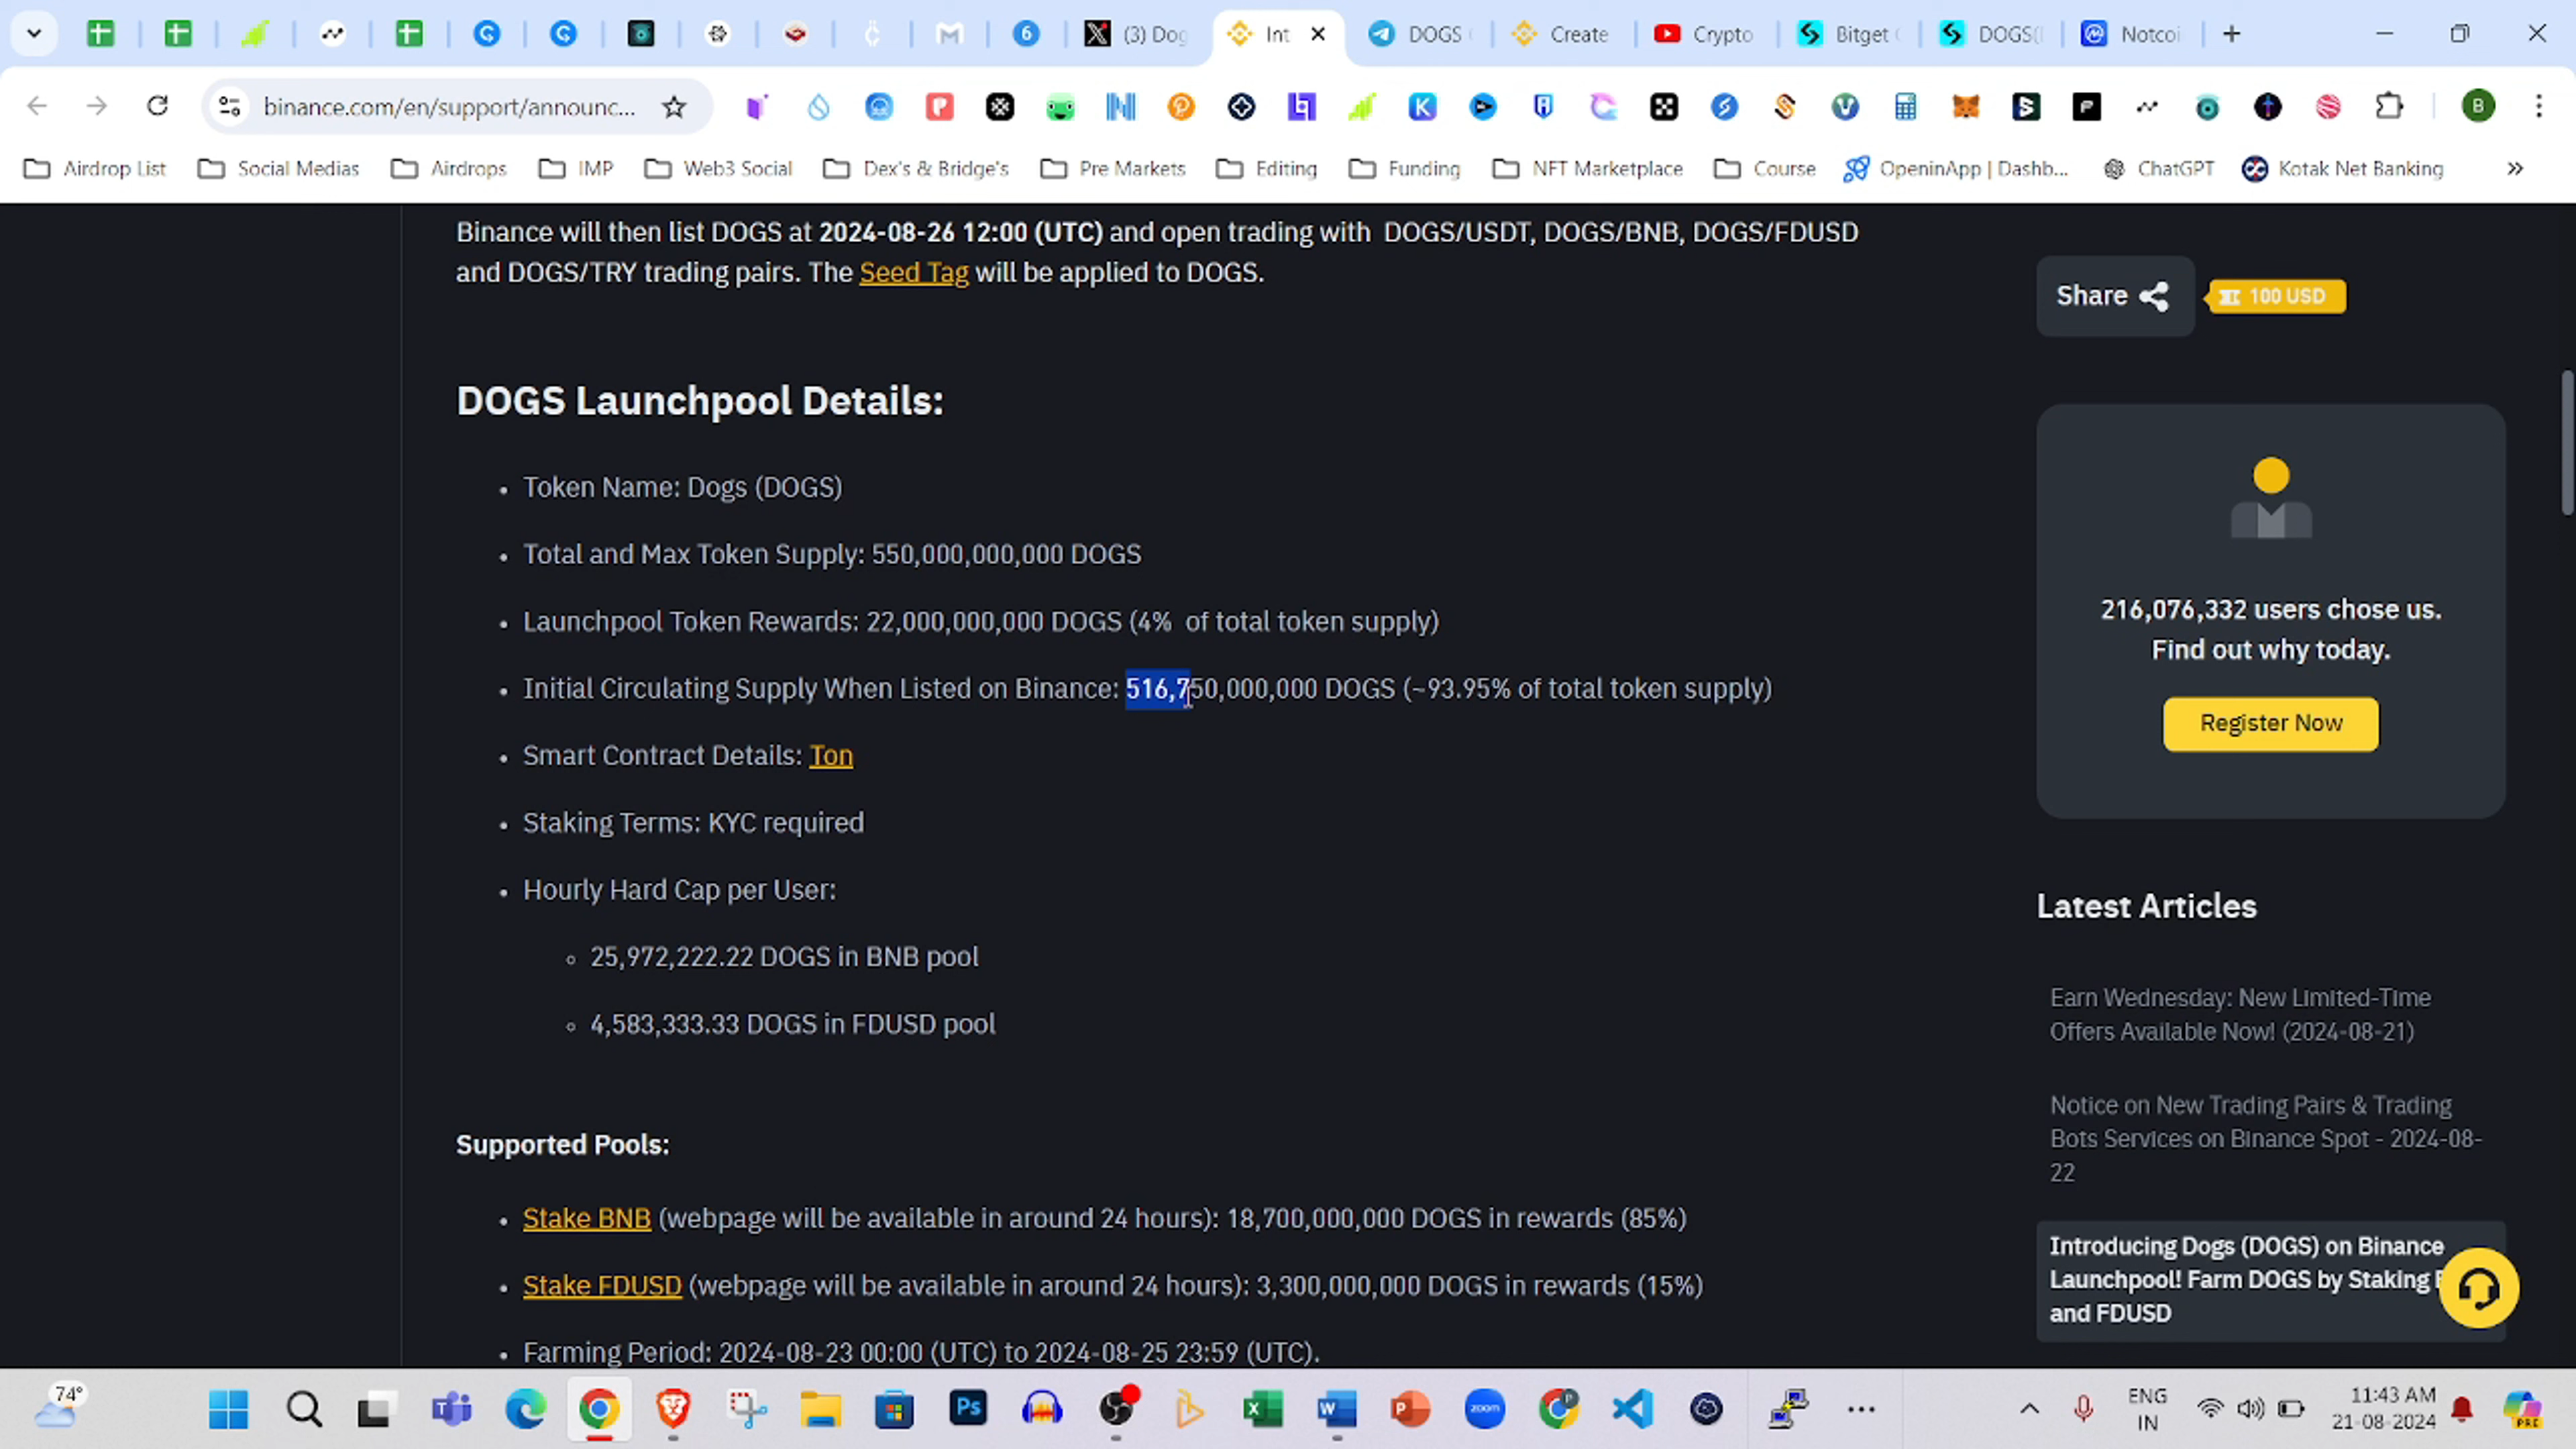 (3) Dog
Int
DOGS
Create
Crypto
Bitget
DOGS(
Notcoi
binance.com/en/support/announc...
B
Airdrop List
Social Medias
Airdrops
IMP
Web3 Social
Dex's & Bridge's
Pre Markets
Editing
Funding
NFT Marketplace
Course
OpeninApp | Dashb...
ChatGPT
Kotak Net Banking
Binance will then list DOGS at 2024-08-26 12:00 (UTC) and open trading with DOGS/USDT, DOGS/BNB, DOGS/FDUSD
and DOGS/TRY trading pairs. The Seed Tag will be applied to DOGS.
DOGS Launchpool Details:
• Token Name: Dogs (DOGS)
• Total and Max Token Supply: 550,000,000,000 DOGS
• Launchpool Token Rewards: 22,000,000,000 DOGS (4% of total token supply)
• Initial Circulating Supply When Listed on Binance: 516,750,000,000 DOGS (~93.95% of total token supply)
• Smart Contract Details: Ton
• Staking Terms: KYC required
• Hourly Hard Cap per User:
◦ 25,972,222.22 DOGS in BNB pool
◦ 4,583,333.33 DOGS in FDUSD pool
Supported Pools:
• Stake BNB (webpage will be available in around 24 hours): 18,700,000,000 DOGS in rewards (85%)
• Stake FDUSD (webpage will be available in around 24 hours): 3,300,000,000 DOGS in rewards (15%)
• Farming Period: 2024-08-23 00:00 (UTC) to 2024-08-25 23:59 (UTC).
Share
100 USD
216,076,332 users chose us.
Find out why today.
Register Now
Latest Articles
Earn Wednesday: New Limited-Time
Offers Available Now! (2024-08-21)
Notice on New Trading Pairs & Trading
Bots Services on Binance Spot - 2024-08-
22
Introducing Dogs (DOGS) on Binance
Launchpool! Farm DOGS by Staking
and FDUSD
74°
Ps
zoom
ENG
IN
11:43 AM
21-08-2024
PRE